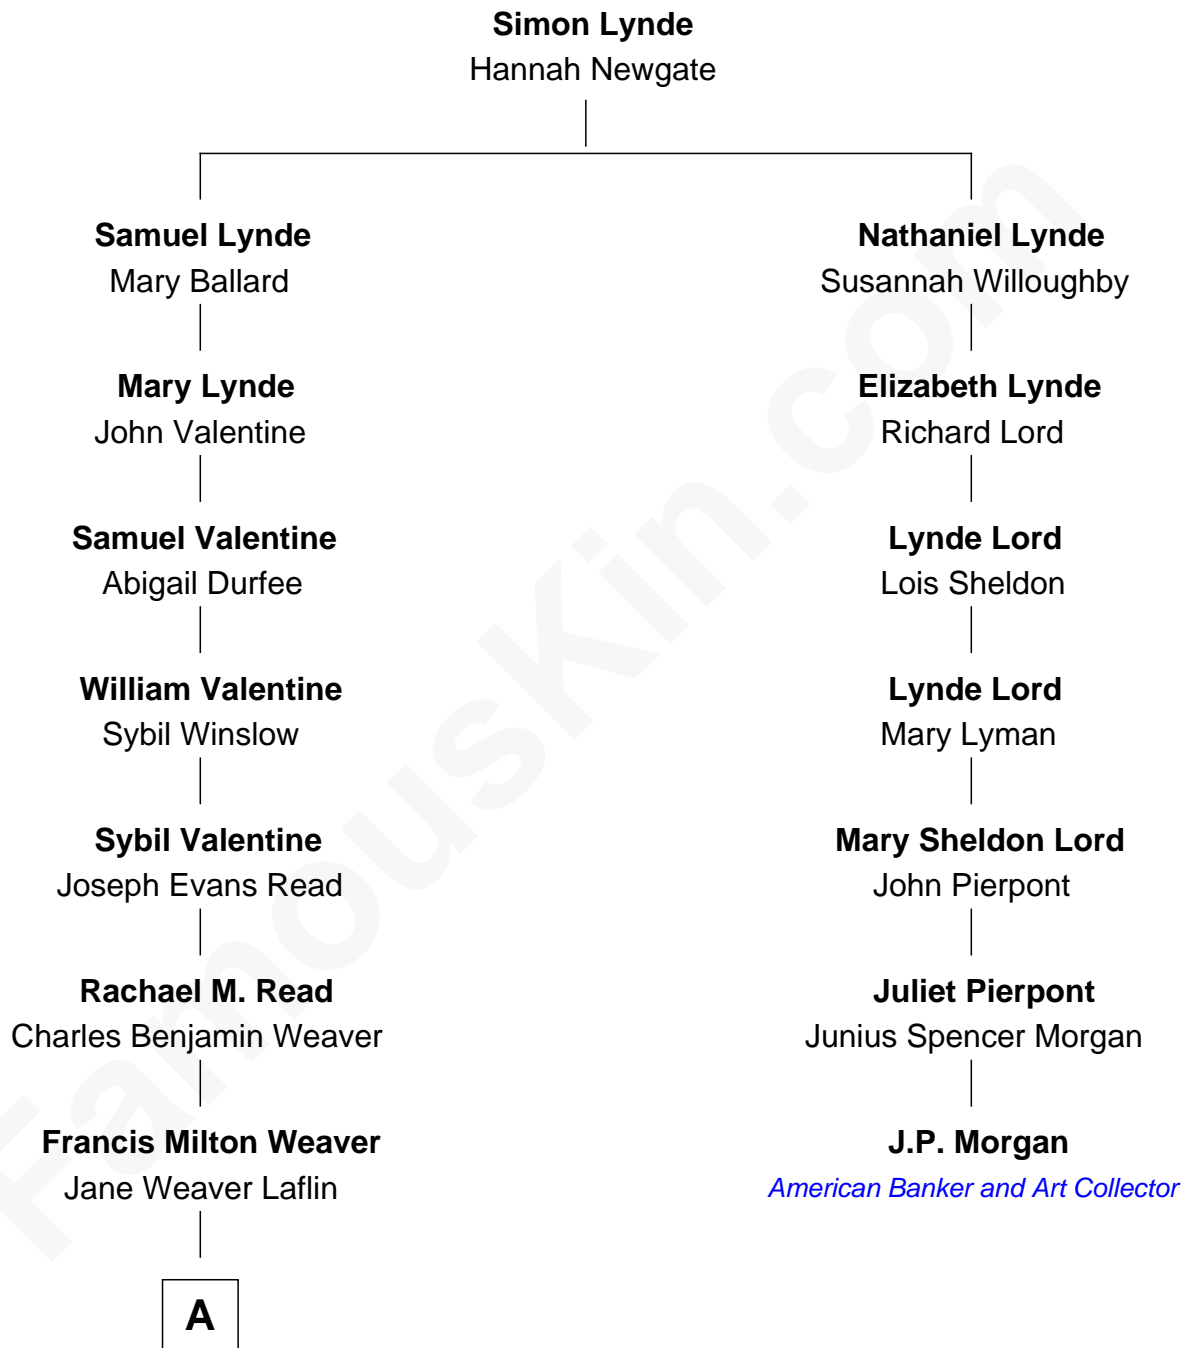 Simon Lynde
Hannah Newgate
Samuel Lynde
Mary Ballard
Nathaniel Lynde
Susannah Willoughby
Mary Lynde
John Valentine
Elizabeth Lynde
Richard Lord
Samuel Valentine
Abigail Durfee
Lynde Lord
Lois Sheldon
William Valentine
Sybil Winslow
Lynde Lord
Mary Lyman
Sybil Valentine
Joseph Evans Read
Mary Sheldon Lord
John Pierpont
Rachael M. Read
Charles Benjamin Weaver
Juliet Pierpont
Junius Spencer Morgan
Francis Milton Weaver
Jane Weaver Laflin
J.P. Morgan
American Banker and Art Collector
A
FamousKin.com